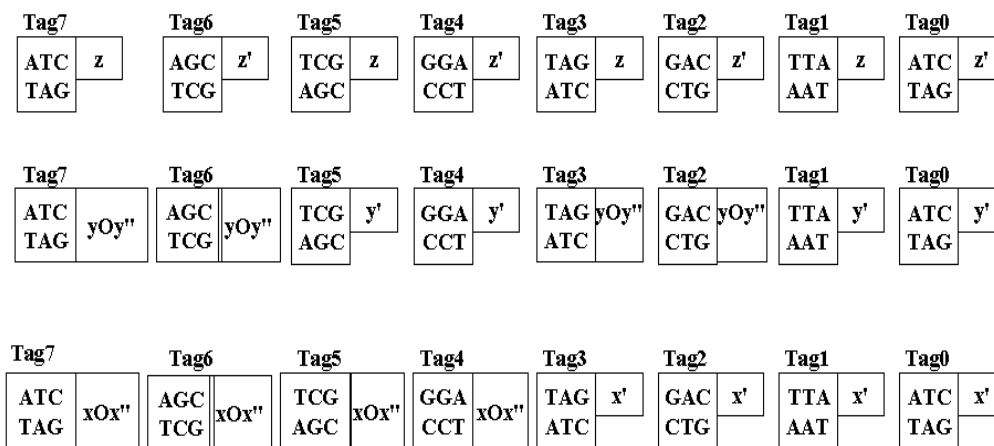 Tag7 Tag6 Tag5 Tag4 Tag3 Tag2 Tag1 Tag0
ATC z AGC z' TCG z GGA z' TAG z GAC z' TTA z ATC z'
TAG TCG AGC CCT ATC CTG AAT TAG
Tag7 Tag6 Tag5 Tag4 Tag3 Tag2 Tag1 Tag0
ATC AGC TCG y' GGA y' TAG GAC TTA y' ATC y'
yOy" yOy" yOy" yOy"
TAG TCG AGC CCT ATC CTG AAT TAG
Tag7 Tag6 Tag5 Tag4 Tag3 Tag2 Tag1 Tag0
ATC AGC TCG GGA TAG x' GAC x' TTA x' ATC x'
xOx" xOx" xOx" xOx"
TAG TCG AGC CCT ATC CTG AAT TAG